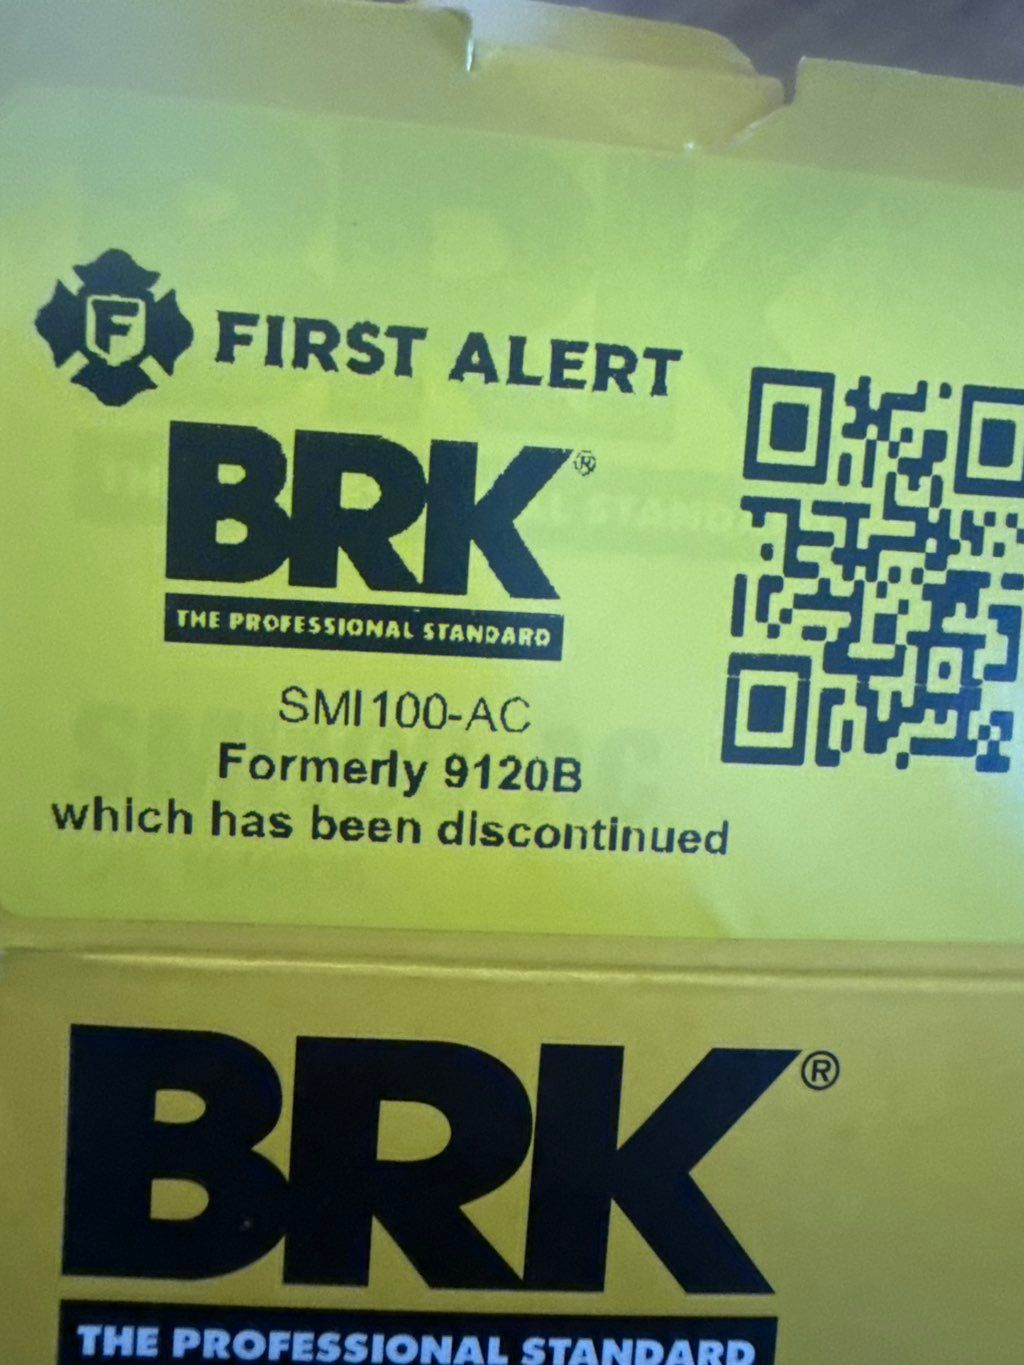 F
FIRST ALERT
BRK®
THE PROFESSIONAL STANDARD
SMI100-AC
Formerly 9120B
which has been discontinued
BRK®
THE PROFESSIONAL STANDARD